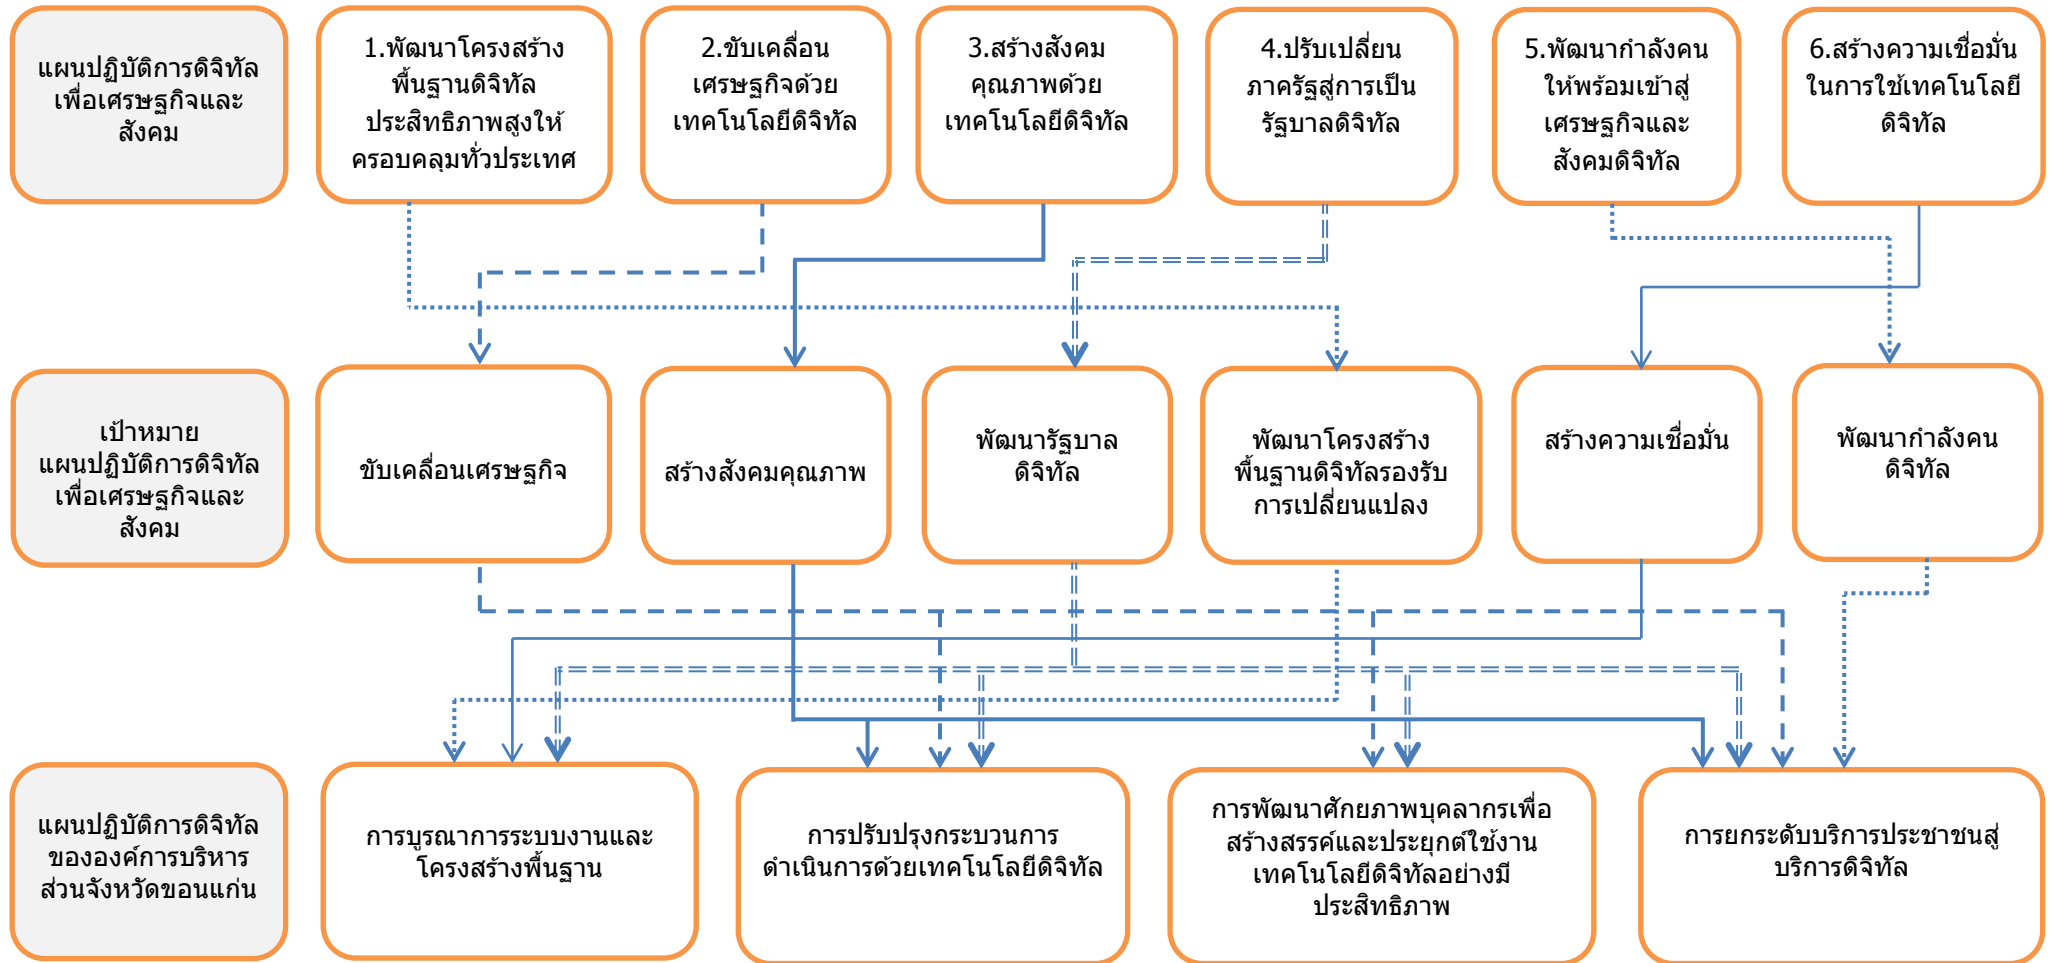 แผนปฏิบัติการดิจิทัล
เพื่อเศรษฐกิจและ
สังคม
1.พัฒนาโครงสร้าง
พื้นฐานดิจิทัล
ประสิทธิภาพสูงให้
ครอบคลุมทั่วประเทศ
2.ขับเคลื่อน
เศรษฐกิจด้วย
เทคโนโลยีดิจิทัล
3.สร้างสังคม
คุณภาพด้วย
เทคโนโลยีดิจิทัล
4.ปรับเปลี่ยน
ภาครัฐสู่การเป็น
รัฐบาลดิจิทัล
5.พัฒนากำลังคน
ให้พร้อมเข้าสู่
เศรษฐกิจและ
สังคมดิจิทัล
6.สร้างความเชื่อมั่น
ในการใช้เทคโนโลยี
ดิจิทัล
เป้าหมาย
แผนปฏิบัติการดิจิทัล
เพื่อเศรษฐกิจและ
สังคม
ขับเคลื่อนเศรษฐกิจ
สร้างสังคมคุณภาพ
พัฒนารัฐบาล
ดิจิทัล
พัฒนาโครงสร้าง
พื้นฐานดิจิทัลรองรับ
การเปลี่ยนแปลง
สร้างความเชื่อมั่น
พัฒนากำลังคน
ดิจิทัล
แผนปฏิบัติการดิจิทัล
ขององค์การบริหาร
ส่วนจังหวัดขอนแก่น
การบูรณาการระบบงานและ
โครงสร้างพื้นฐาน
การปรับปรุงกระบวนการ
ดำเนินการด้วยเทคโนโลยีดิจิทัล
การพัฒนาศักยภาพบุคลากรเพื่อ
สร้างสรรค์และประยุกต์ใช้งาน
เทคโนโลยีดิจิทัลอย่างมี
ประสิทธิภาพ
การยกระดับบริการประชาชนสู่
บริการดิจิทัล